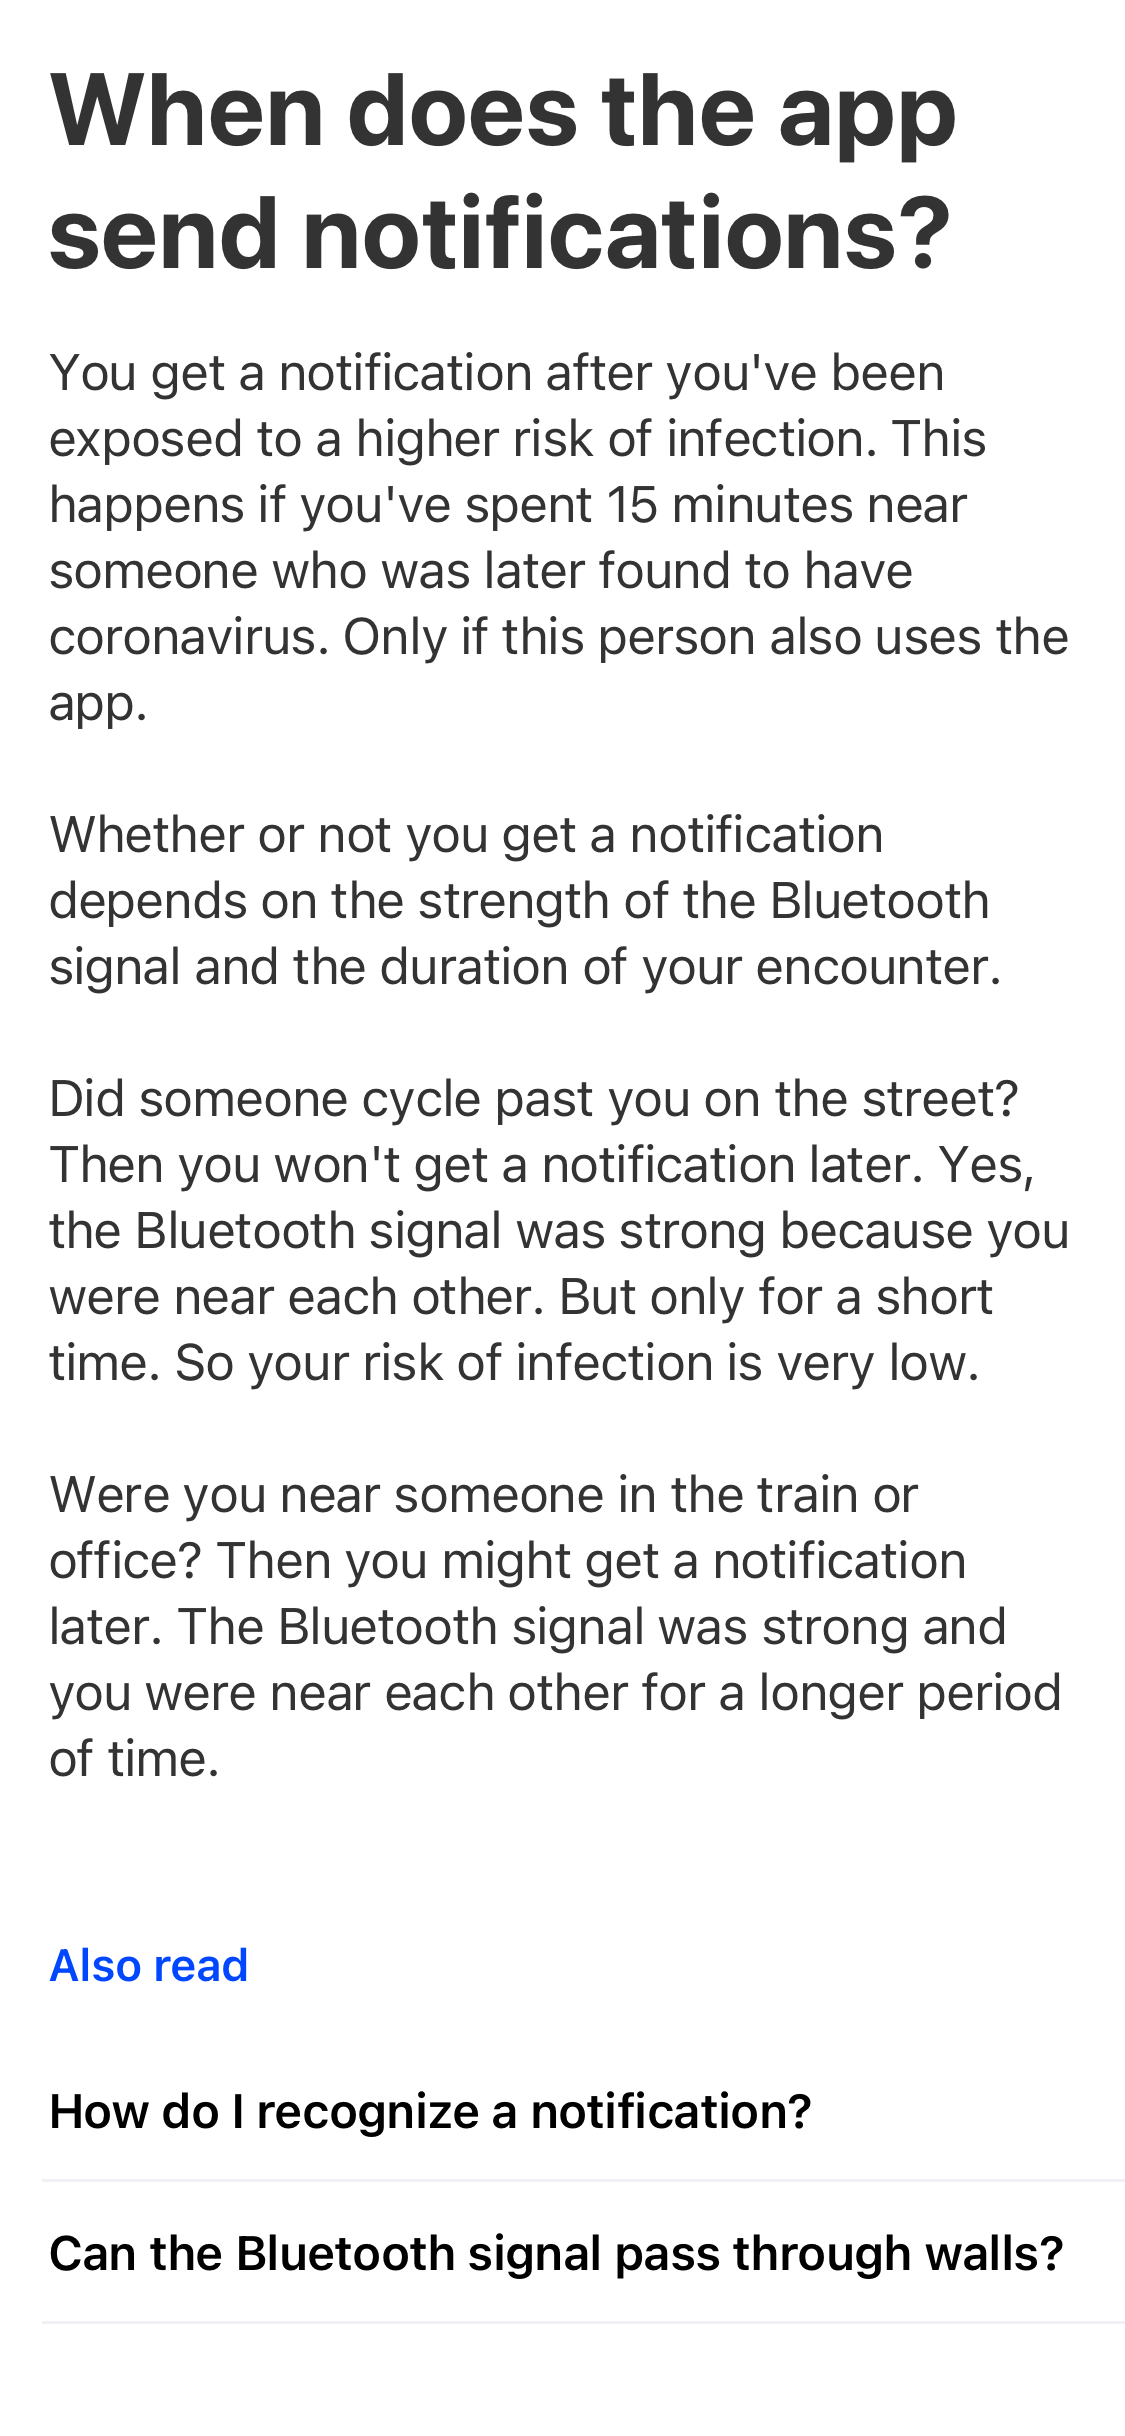 When does the app
send notifications?
You get a notification after you've been
exposed to a higher risk of infection. This
happens if you've spent 15 minutes near
someone who was later found to have
coronavirus. Only if this person also uses the
app.
Whether or not you get a notification
depends on the strength of the Bluetooth
signal and the duration of your encounter.
Did someone cycle past you on the street?
Then you won't get a notification later. Yes,
the Bluetooth signal was strong because you
were near each other. But only for a short
time. So your risk of infection is very low.
Were you near someone in the train or
office? Then you might get a notification
later. The Bluetooth signal was strong and
you were near each other for a longer period
of time.
Also read
How do I recognize a notification?
Can the Bluetooth signal pass through walls?